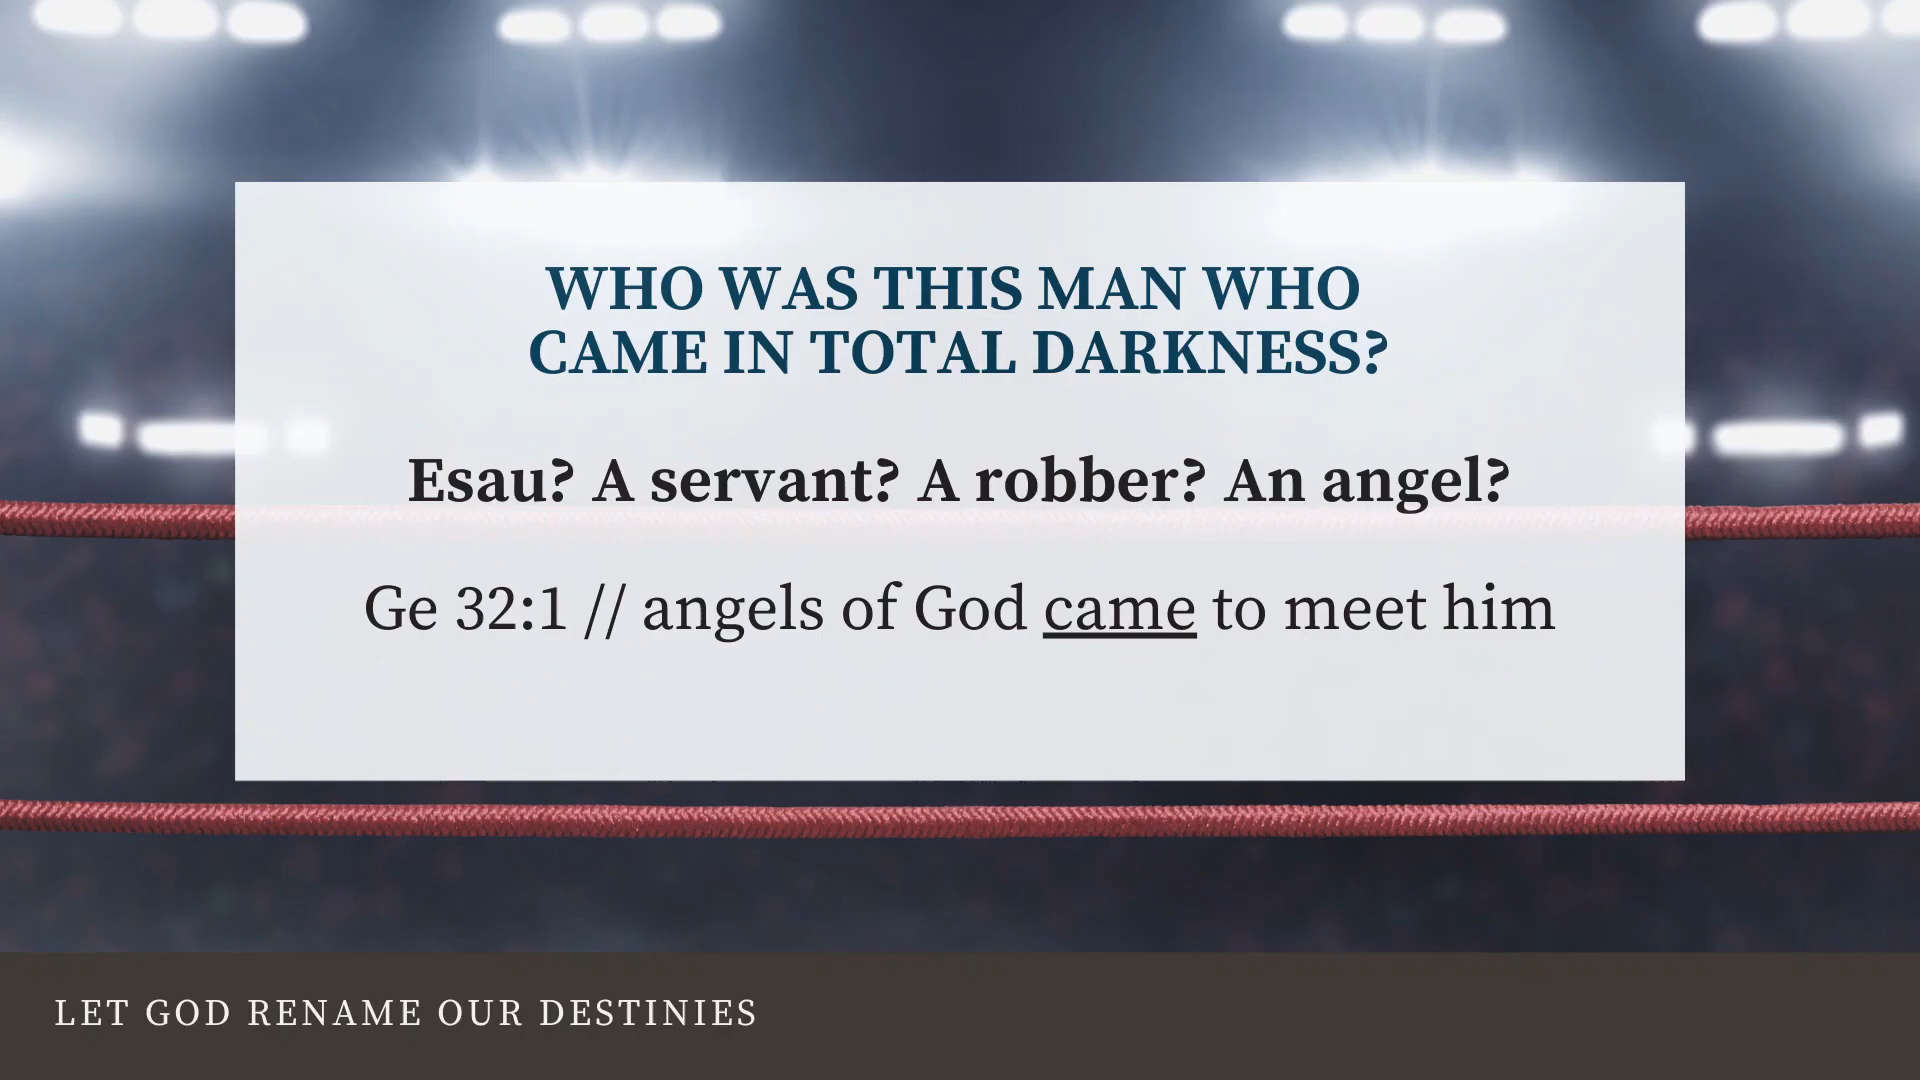 WHO WAS THIS MAN WHO
CAME IN TOTAL DARKNESS?
Esau? A servant? A robber? An angel?
Ge 32:1 // angels of God came to meet him
LET GOD RENAME OUR DESTINIES